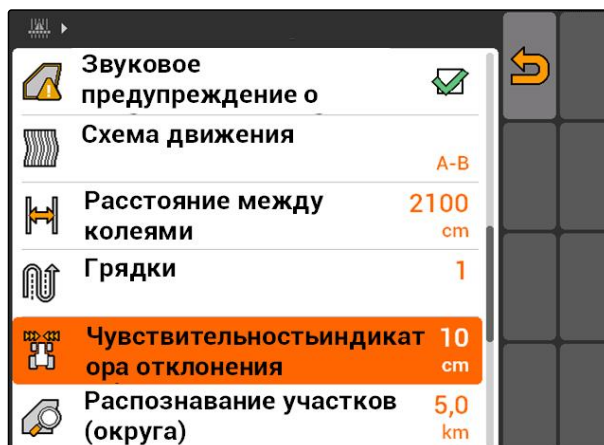 Звуковое
предупреждение о
Схема движения
A-B
Расстояние между 2100
колеями cm
Грядки 1
Чувствительностьиндикат 10
ора отклонения cm
Распознавание участков 5,0
(округа) km